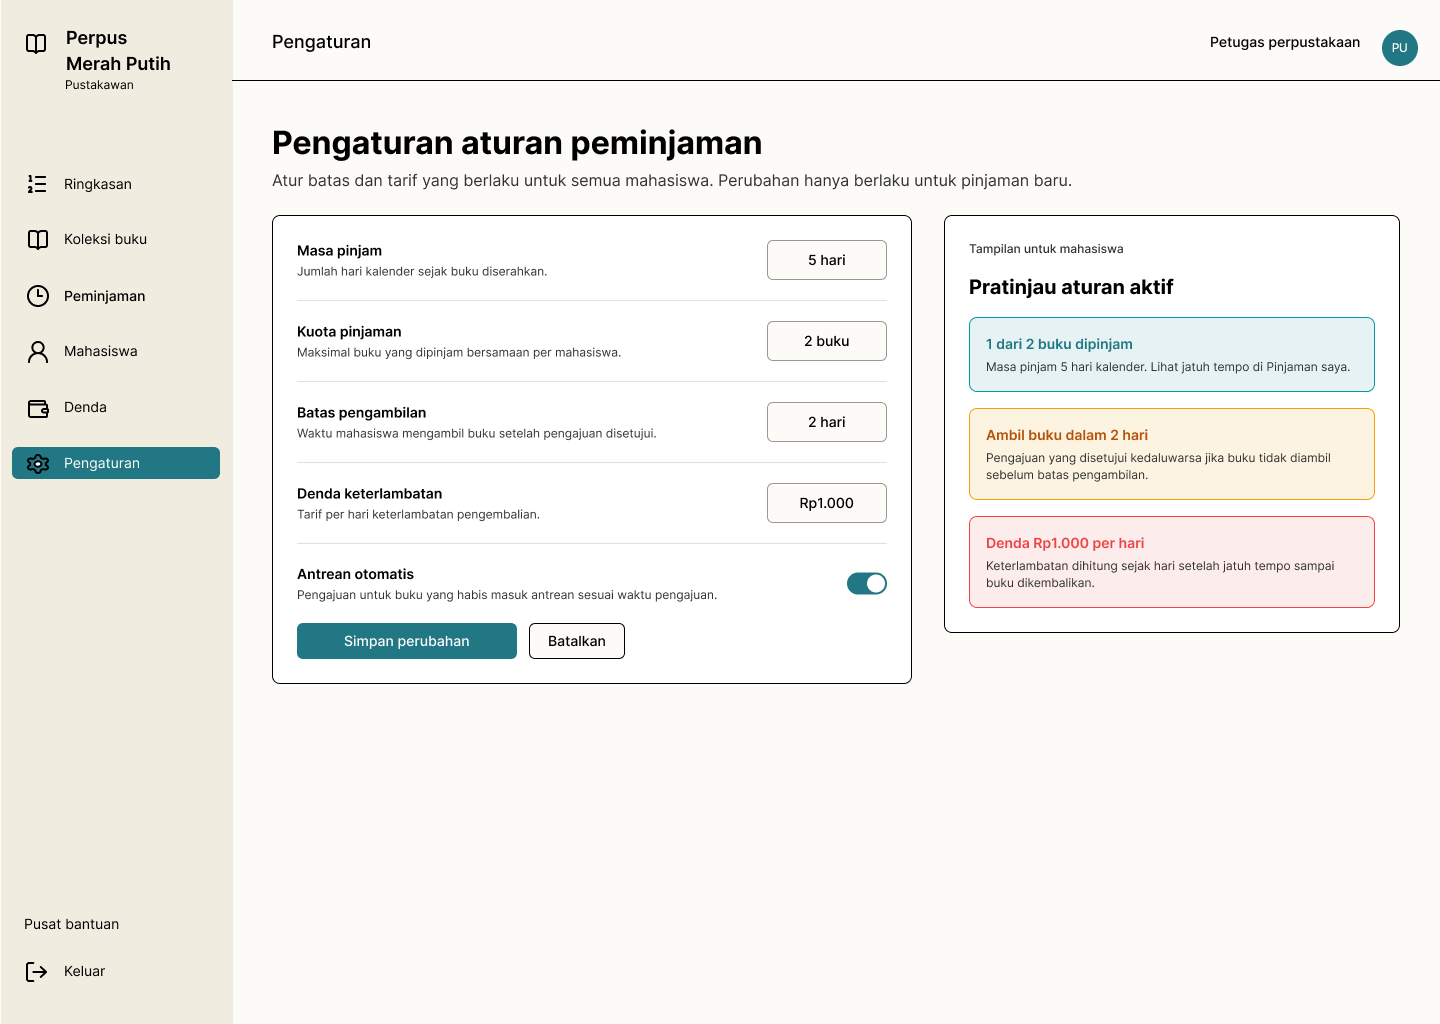 Perpus
Merah Putih
Pustakawan
Ringkasan
Koleksi buku
Peminjaman
Mahasiswa
Denda
Pengaturan
Pusat bantuan
Keluar
Pengaturan
Petugas perpustakaan
PU
Pengaturan aturan peminjaman
Atur batas dan tarif yang berlaku untuk semua mahasiswa. Perubahan hanya berlaku untuk pinjaman baru.
Masa pinjam
Jumlah hari kalender sejak buku diserahkan.
5 hari
Kuota pinjaman
Maksimal buku yang dipinjam bersamaan per mahasiswa.
2 buku
Batas pengambilan
Waktu mahasiswa mengambil buku setelah pengajuan disetujui.
2 hari
Denda keterlambatan
Tarif per hari keterlambatan pengembalian.
Rp1.000
Antrean otomatis
Pengajuan untuk buku yang habis masuk antrean sesuai waktu pengajuan.
Simpan perubahan
Batalkan
Tampilan untuk mahasiswa
Pratinjau aturan aktif
1 dari 2 buku dipinjam
Masa pinjam 5 hari kalender. Lihat jatuh tempo di Pinjaman saya.
Ambil buku dalam 2 hari
Pengajuan yang disetujui kedaluwarsa jika buku tidak diambil
sebelum batas pengambilan.
Denda Rp1.000 per hari
Keterlambatan dihitung sejak hari setelah jatuh tempo sampai
buku dikembalikan.